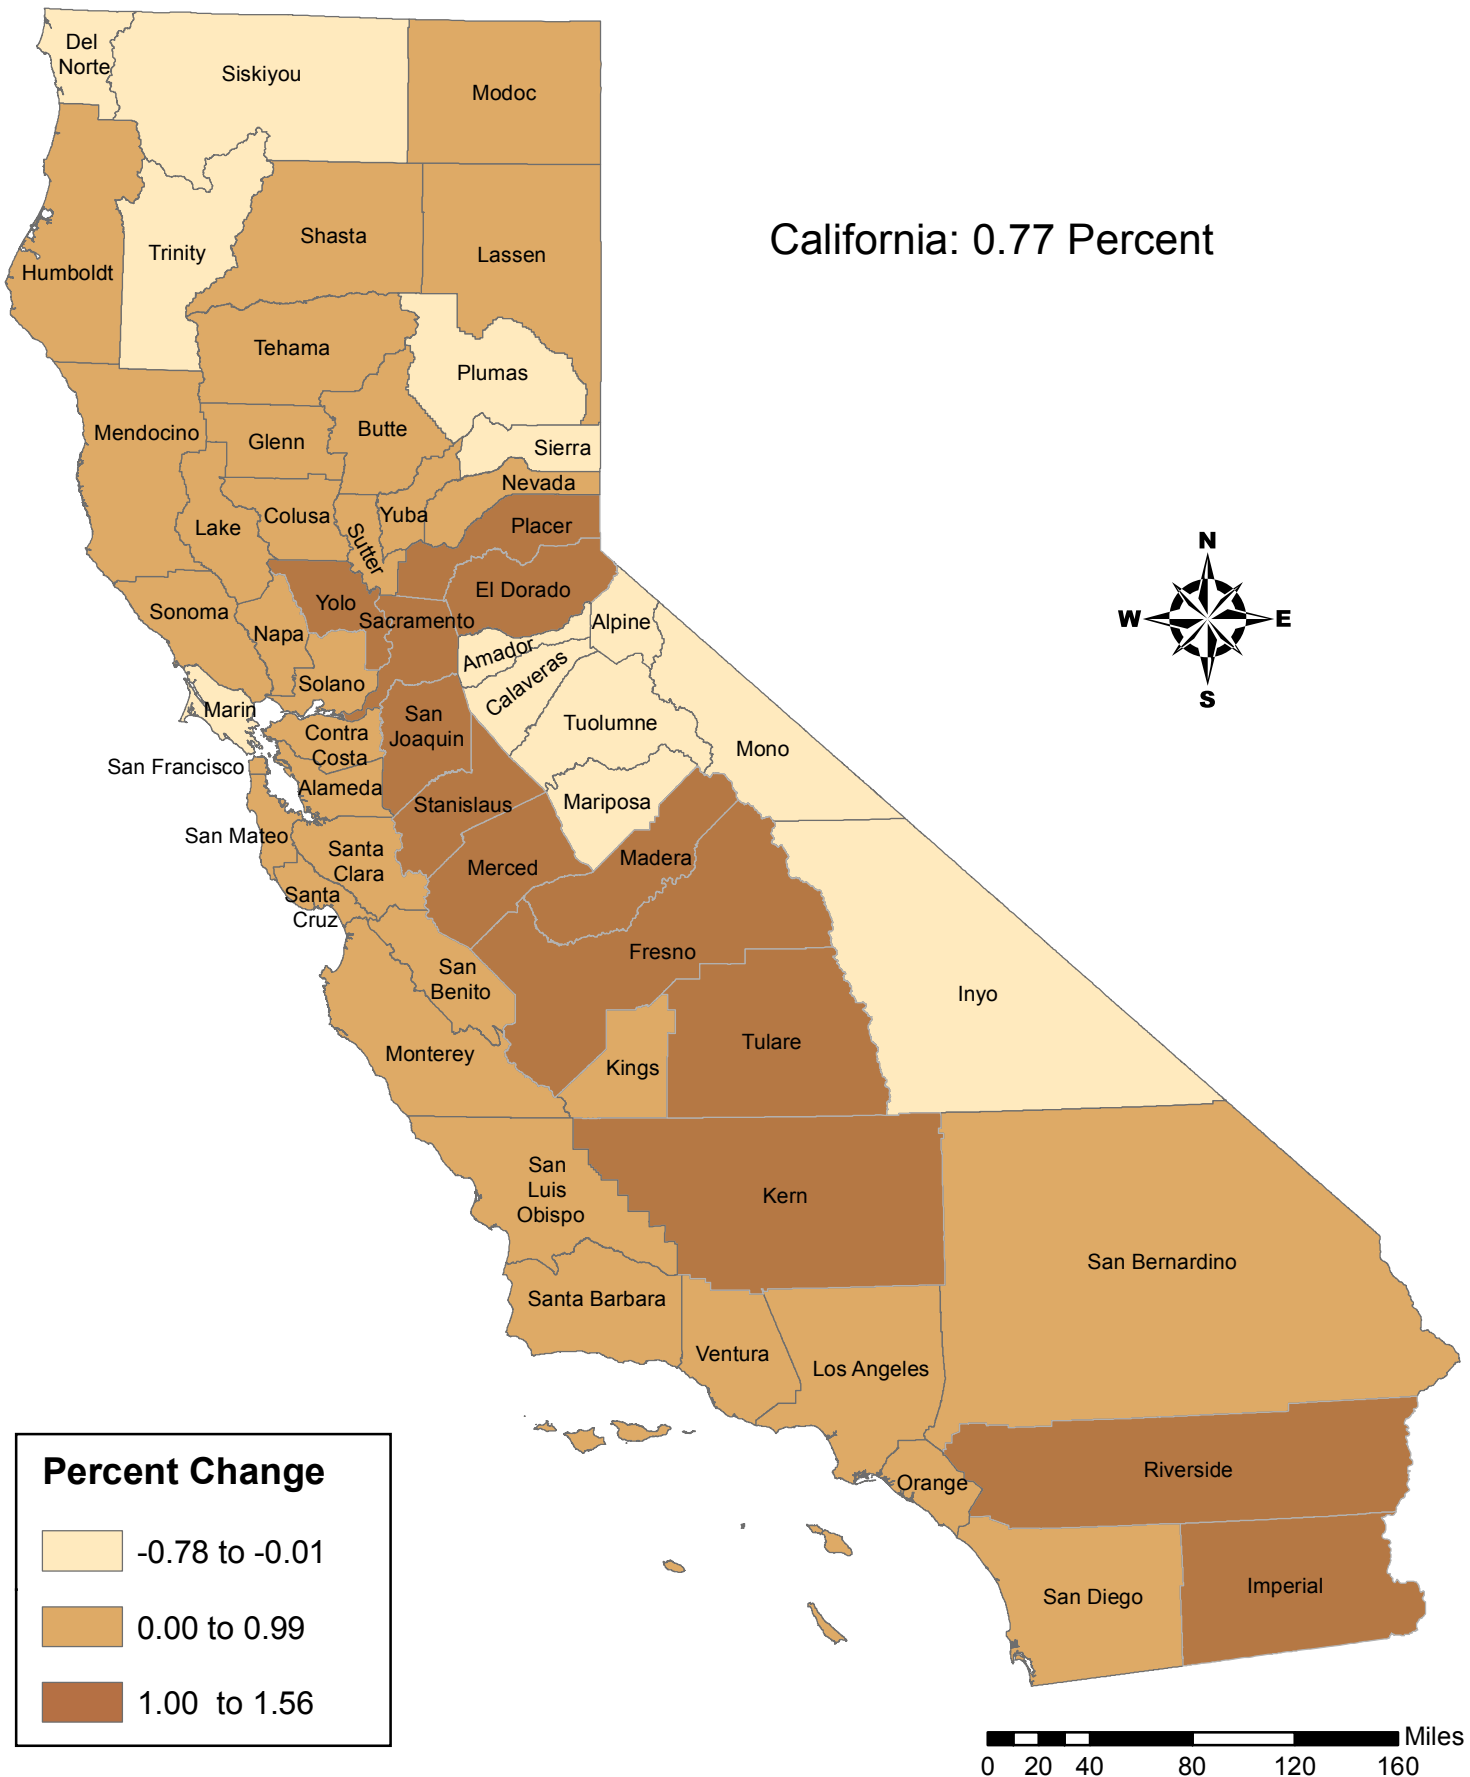 Del
Norte
Siskiyou
Modoc
Humboldt
Trinity
Shasta
Lassen
California: 0.77 Percent
Tehama
Plumas
Mendocino
Glenn
Butte
Sierra
Nevada
Lake
Colusa
Sutter
Yuba
Placer
N
W
E
S
Sonoma
Napa
Yolo
Sacramento
El Dorado
Alpine
Amador
Calaveras
Solano
Marin
San
Joaquin
Tuolumne
Mono
Contra
Costa
San Francisco
Alameda
Stanislaus
Mariposa
San Mateo
Santa
Clara
Merced
Madera
Santa
Cruz
Fresno
San
Benito
Inyo
Monterey
Kings
Tulare
San
Luis
Obispo
Kern
San Bernardino
Santa Barbara
Ventura
Los Angeles
Orange
Riverside
San Diego
Imperial
Percent Change
-0.78 to -0.01
0.00 to 0.99
1.00 to 1.56
Miles
0 20 40 80 120 160